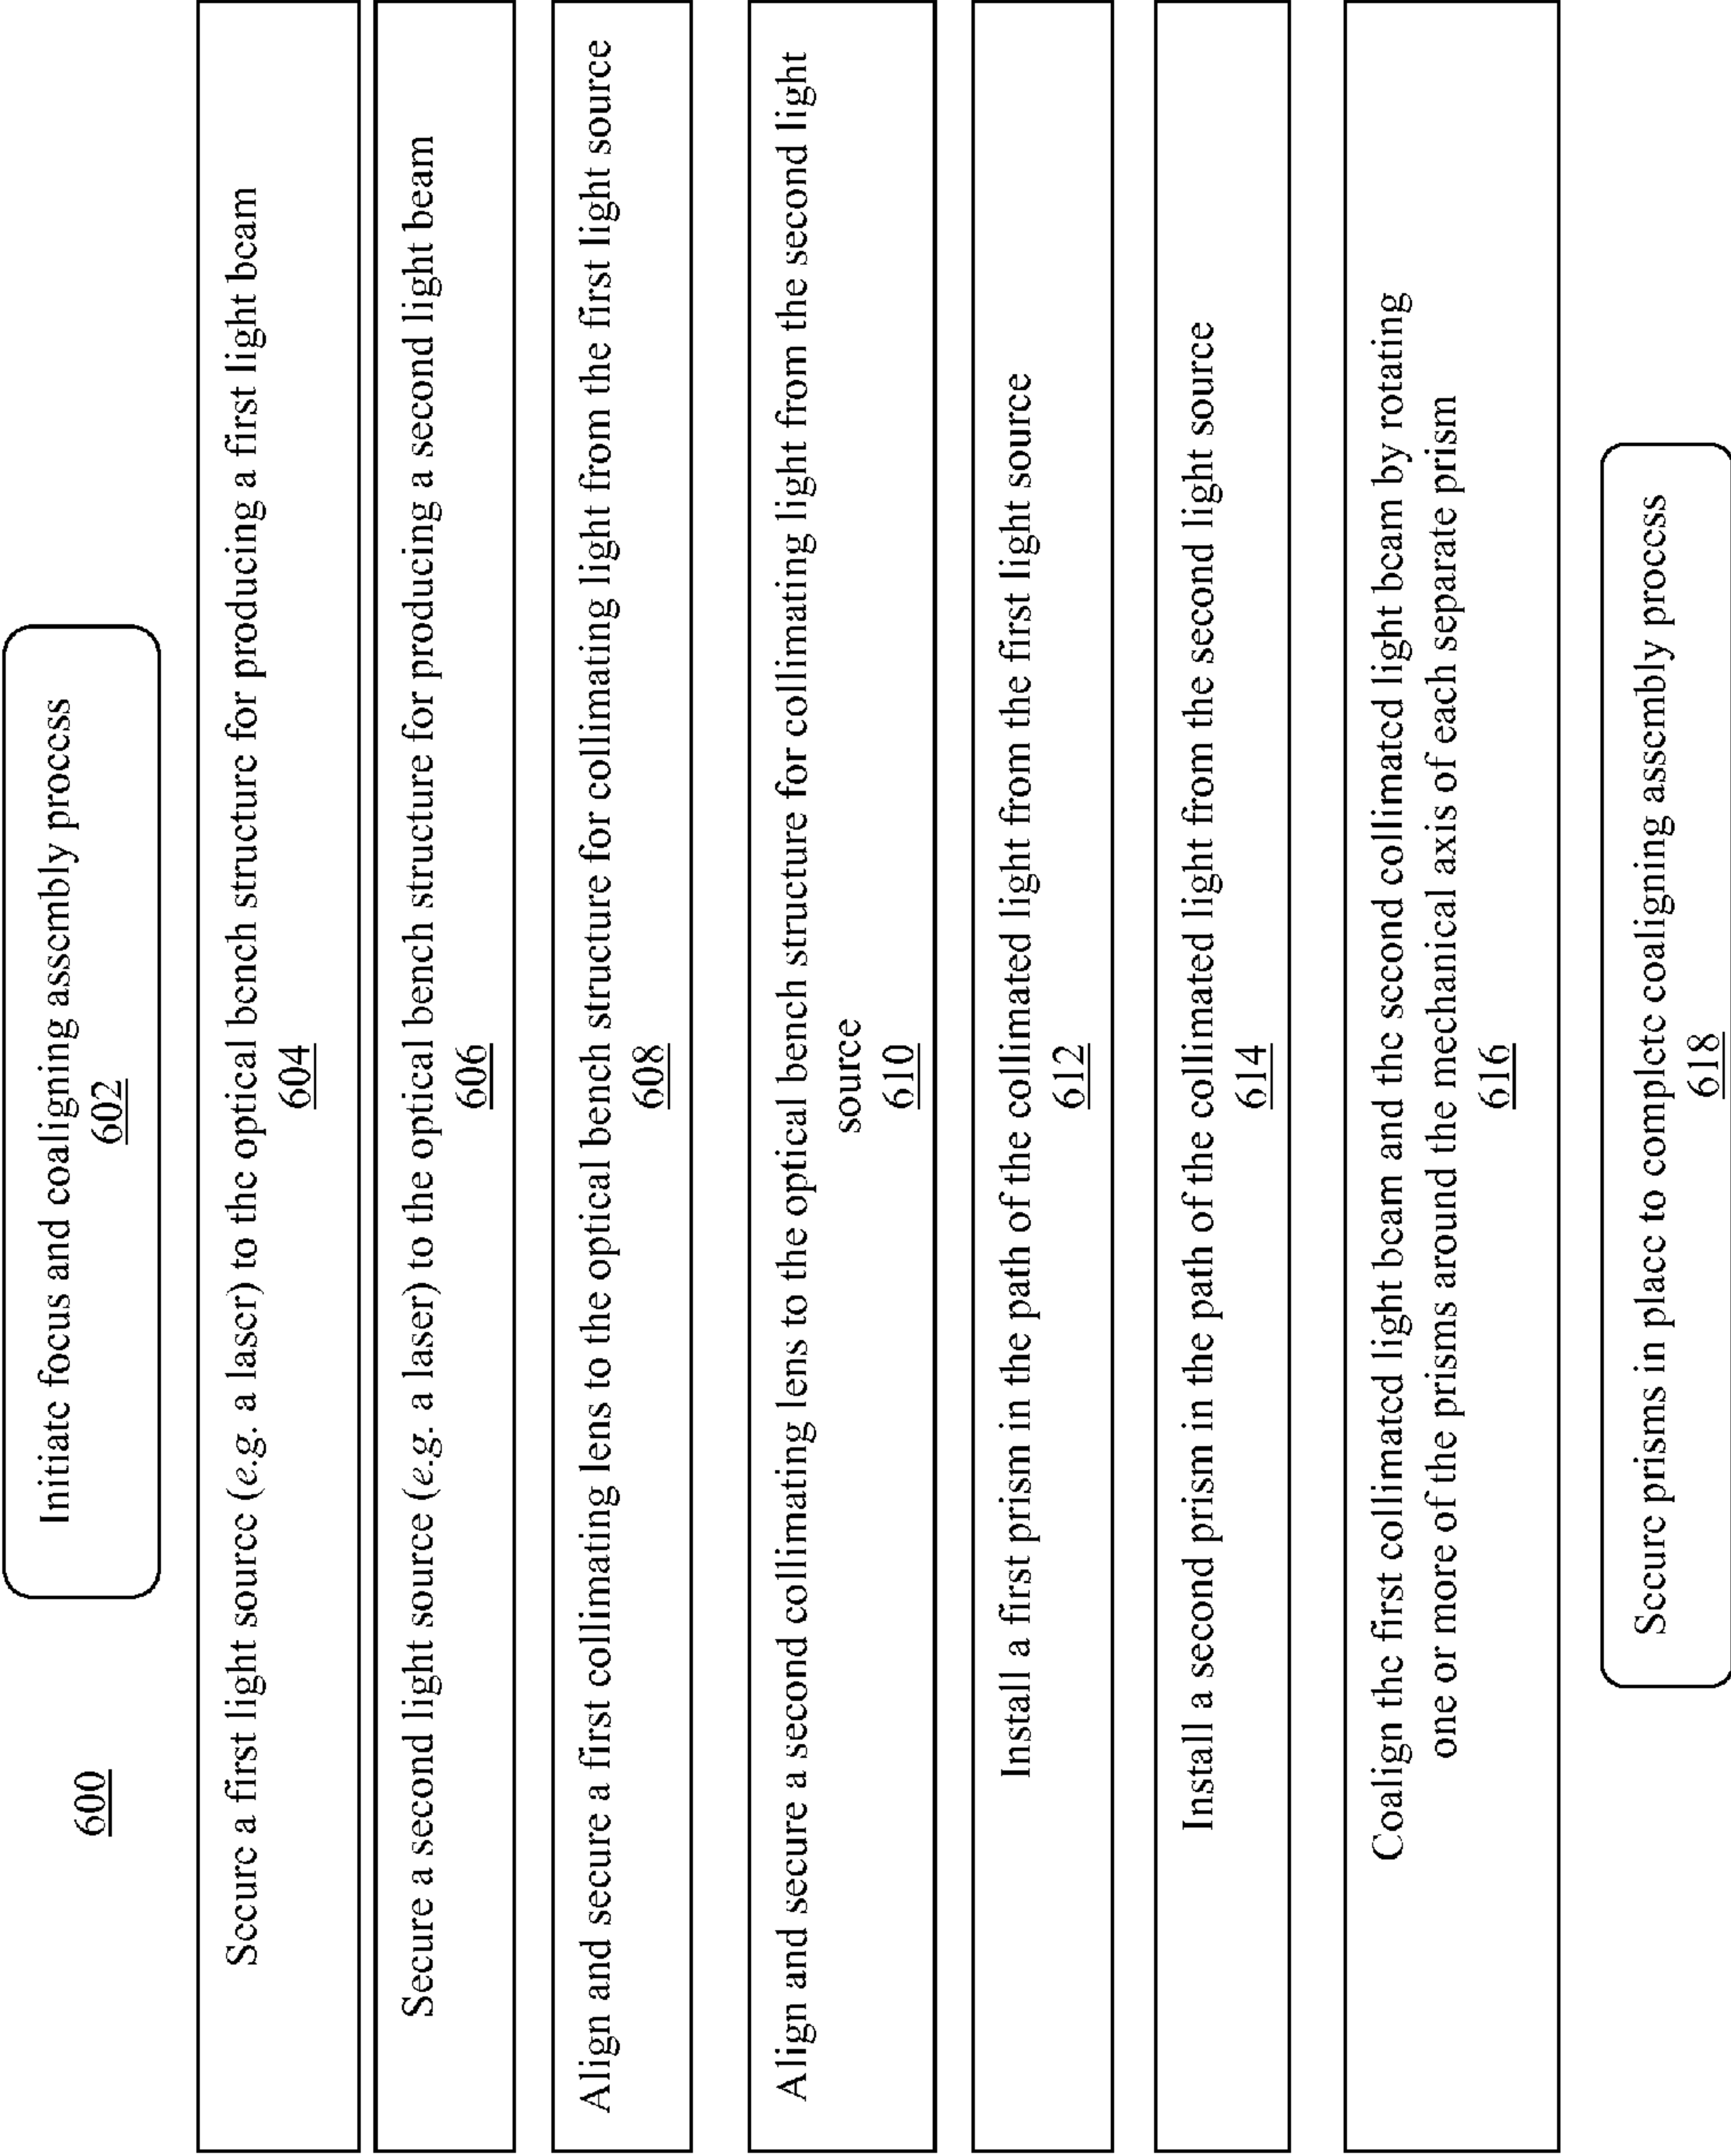 600
Initiate focus and coaligning assembly process
602
Secure a first light source (e.g. a laser) to the optical bench structure for producing a first light beam
604
Secure a second light source (e.g. a laser) to the optical bench structure for producing a second light beam
606
Align and secure a first collimating lens to the optical bench structure for collimating light from the first light source
608
Align and secure a second collimating lens to the optical bench structure for collimating light from the second light
source
610
Install a first prism in the path of the collimated light from the first light source
612
Install a second prism in the path of the collimated light from the second light source
614
Coalign the first collimated light beam and the second collimated light beam by rotating
one or more of the prisms around the mechanical axis of each separate prism
616
Secure prisms in place to complete coaligning assembly process
618